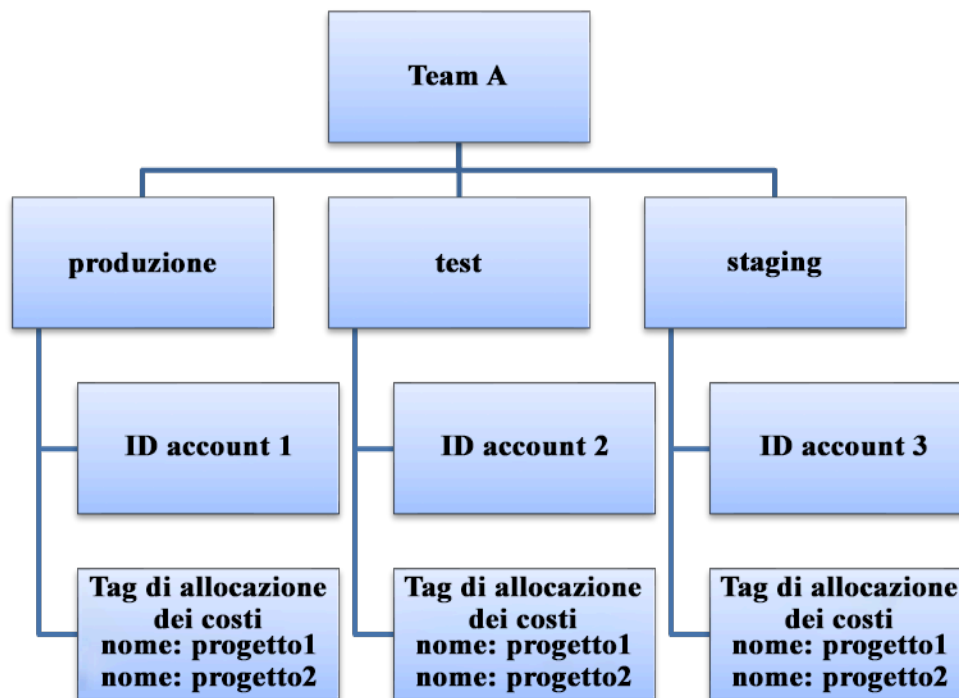 Team A
produzione
test
staging
ID account 1
ID account 2
ID account 3
Tag di allocazione
dei costi
nome: progetto1
nome: progetto2
Tag di allocazione
dei costi
nome: progetto1
nome: progetto2
Tag di allocazione
dei costi
nome: progetto1
nome: progetto2